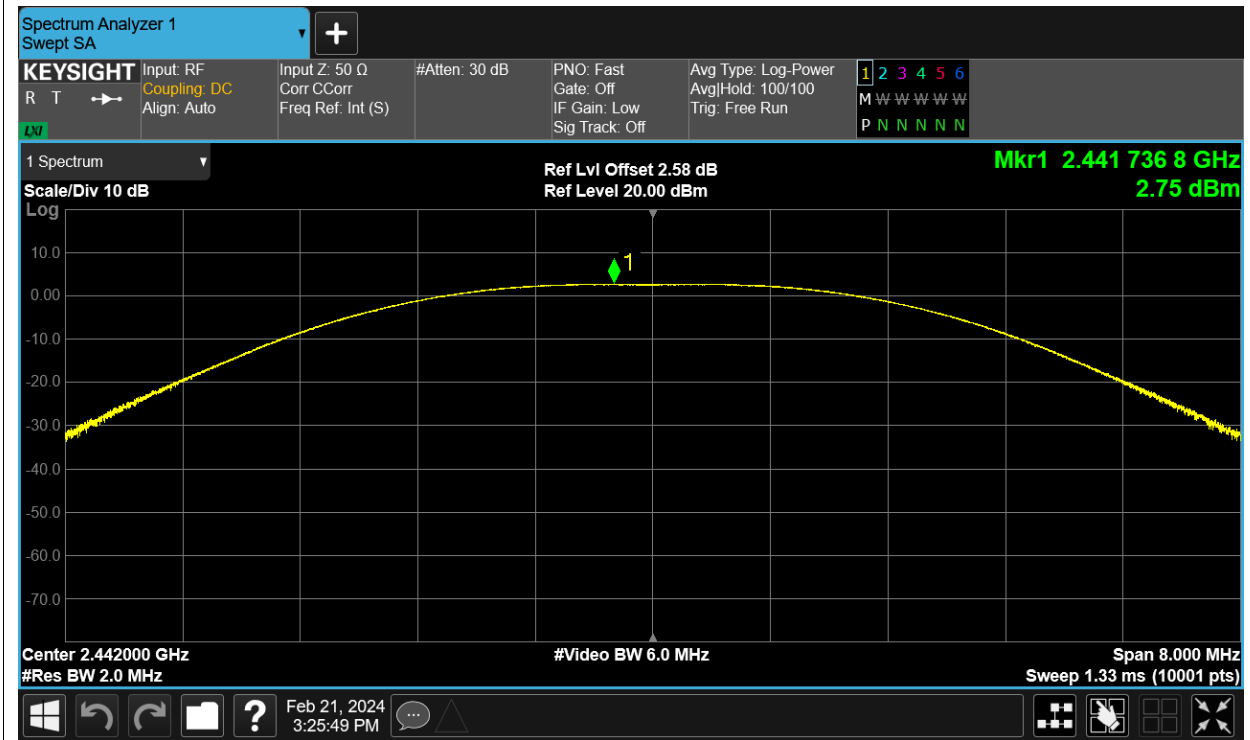 Spectrum Analyzer 1
Swept SA
+
KEYSIGHT
R T
LXI
Input: RF
Coupling: DC
Align: Auto
Input Z: 50 Ω
Corr CCorr
Freq Ref: Int (S)
#Atten: 30 dB
PNO: Fast
Gate: Off
IF Gain: Low
Sig Track: Off
Avg Type: Log-Power
Avg|Hold: 100/100
Trig: Free Run
1 2 3 4 5 6
M W W W W W
P N N N N N
1 Spectrum
Scale/Div 10 dB
Log
Ref Lvl Offset 2.58 dB
Ref Level 20.00 dBm
Mkr1 2.441 736 8 GHz
2.75 dBm
1
10.0
0.00
-10.0
-20.0
-30.0
-40.0
-50.0
-60.0
-70.0
Center 2.442000 GHz
#Res BW 2.0 MHz
#Video BW 6.0 MHz
Span 8.000 MHz
Sweep 1.33 ms (10001 pts)
?
Feb 21, 2024
3:25:49 PM